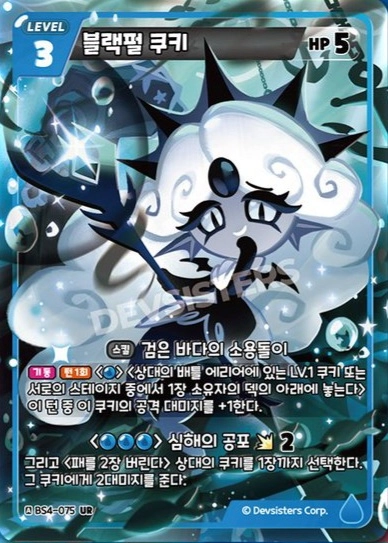 LEVEL
3
블랙펄 쿠키
HP 5
DEVSISTERS
스킬 검은 바다의 소용돌이
기동 턴 1회 <상대의 배틀 에리어에 있는 LV.1 쿠키 또는
서로의 스테이지 중에서 1장 소유자의 덱의 아래에 놓는다>
이 턴 중 이 쿠키의 공격 대미지를 +1한다.
< > 심해의 공포 2
그리고 <패를 2장 버린다> 상대의 쿠키를 1장까지 선택한다.
그 쿠키에게 2대미지를 준다.
A BS4-075 UR
© Devsisters Corp.